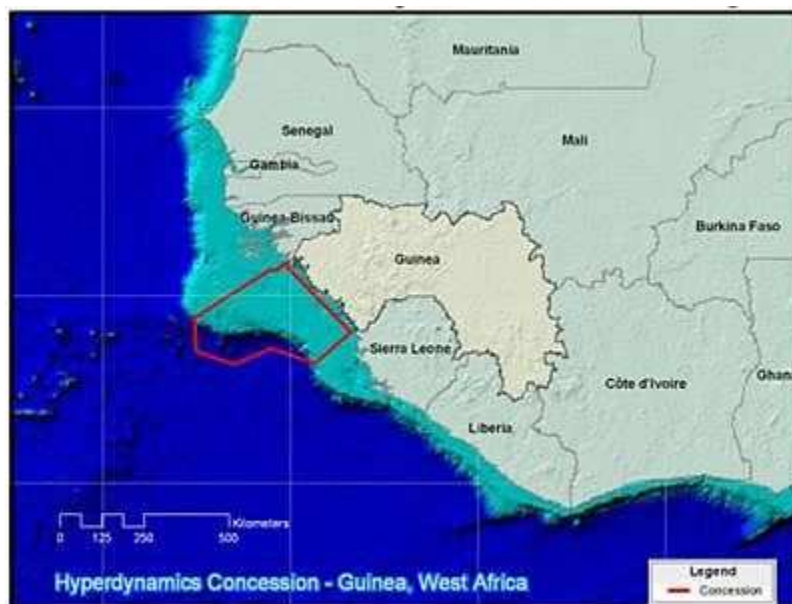 Mauritania
Senegal
Mali
Gambia
Guinea-Bissau
Burkina Faso
Guinea
Sierra Leone
Côte d'Ivoire
Ghan
Liberia
Kilometers
0 125 250 500
Hyperdynamics Concession - Guinea, West Africa
Legend
Concession